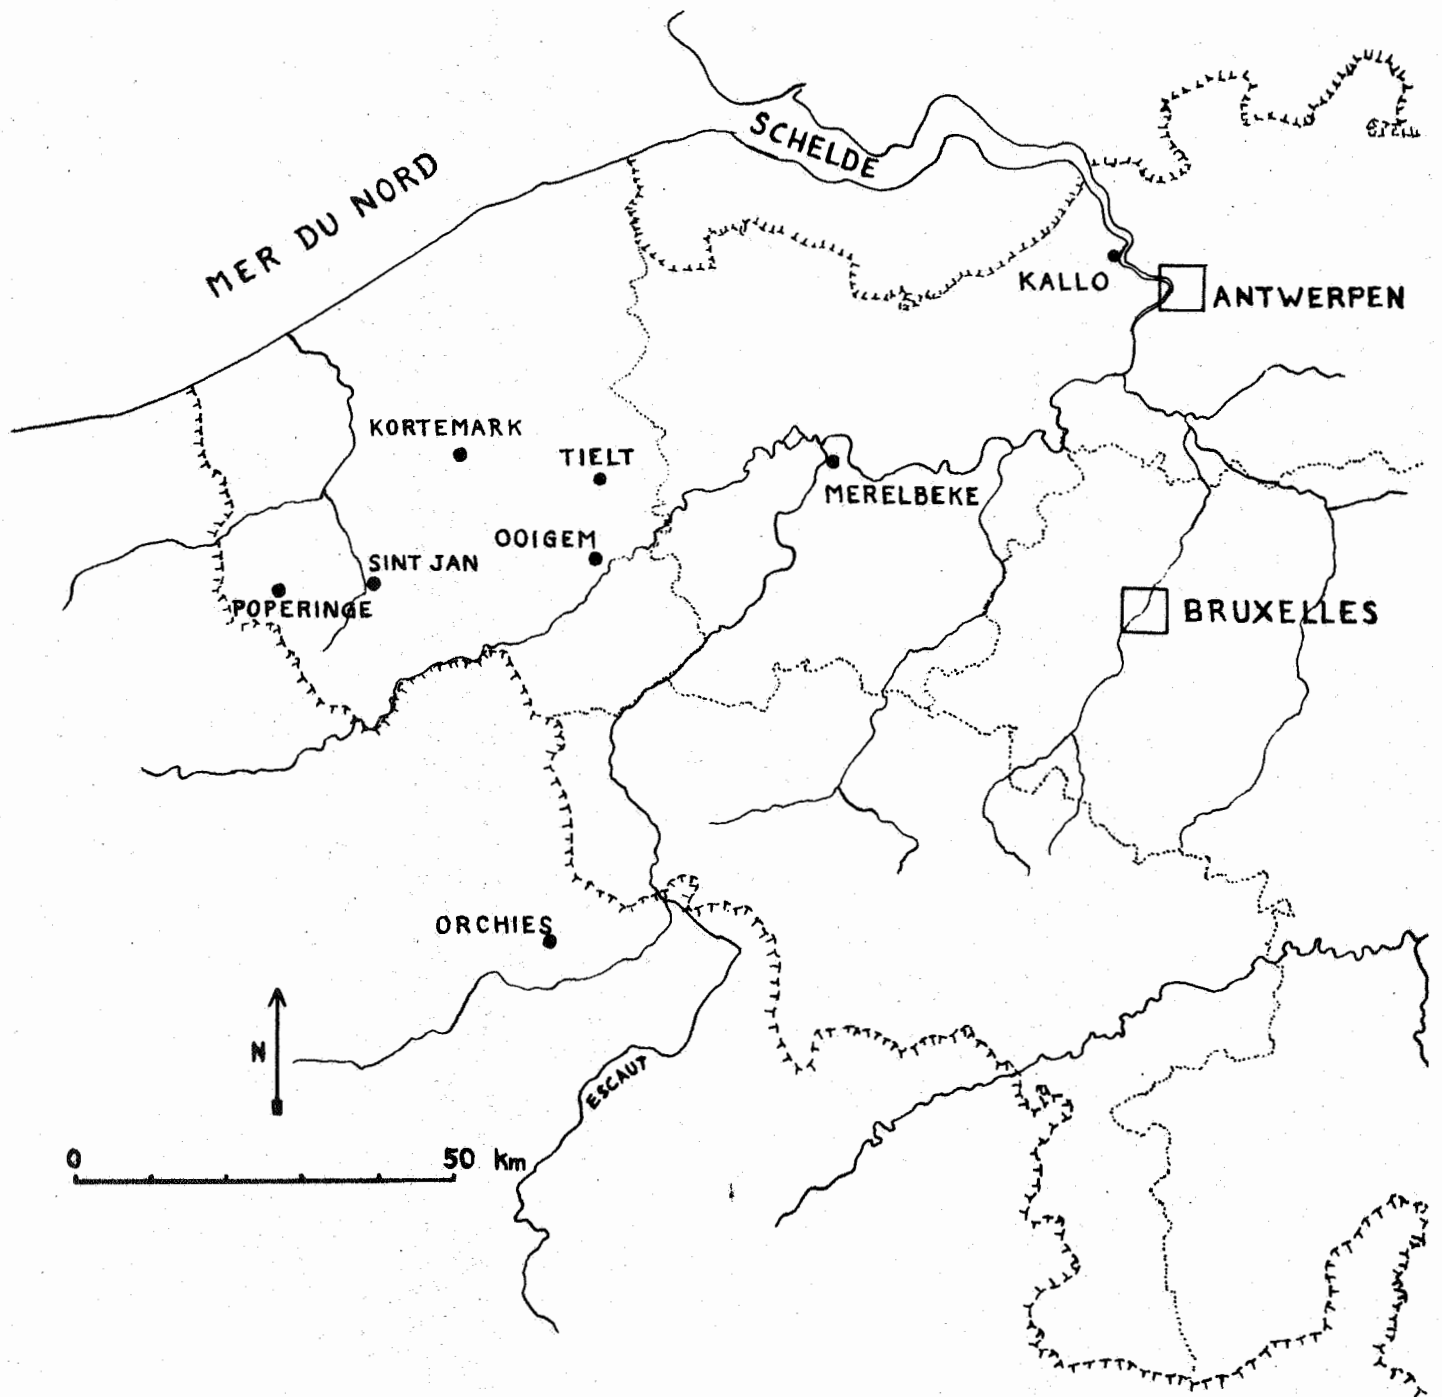 SCHELDE
MER DU NORD
KALLO
ANTWERPEN
KORTEMARK
TIELT
MERELBEKE
OOIGEM
SINT JAN
POPERINGE
BRUXELLES
ORCHIES
N
ESCAUT
0 50 km